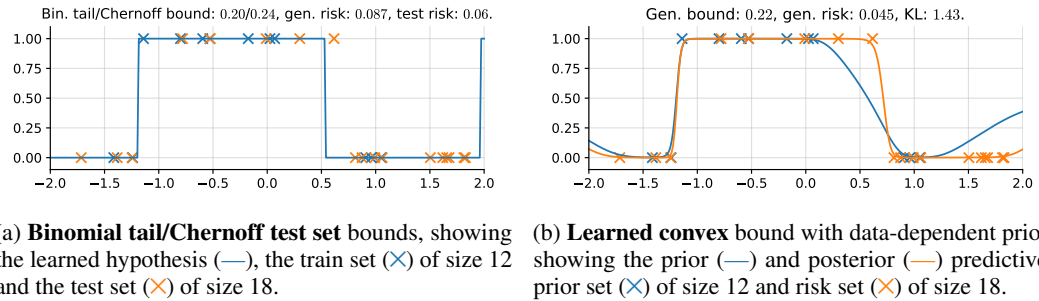 Bin. tail/Chernoff bound: 0.20/0.24, gen. risk: 0.087, test risk: 0.06.
1.00
0.75
0.50
0.25
0.00
−2.0 −1.5 −1.0 −0.5 0.0 0.5 1.0 1.5 2.0
(a) Binomial tail/Chernoff test set bounds, showing
the learned hypothesis (—), the train set (×) of size 12
and the test set (×) of size 18.
Gen. bound: 0.22, gen. risk: 0.045, KL: 1.43.
1.00
0.75
0.50
0.25
0.00
−2.0 −1.5 −1.0 −0.5 0.0 0.5 1.0 1.5 2.0
(b) Learned convex bound with data-dependent prio
showing the prior (—) and posterior (—) predictive
prior set (×) of size 12 and risk set (×) of size 18.